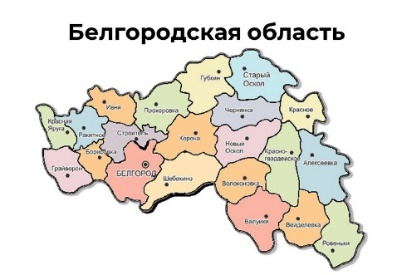 Белгородская область
Губкин
Старый
Оскол
Ивня
Прохоровка
Чернянка
Красное
Красная
Яруга
Ракитное
Строитель
Короча
Новый
Оскол
Красно-
гвардейское
Алексеевка
Борисовка
Грайворон
БЕЛГОРОД
Шебекино
Волоконовка
Валуйки
Вейделевка
Ровеньки